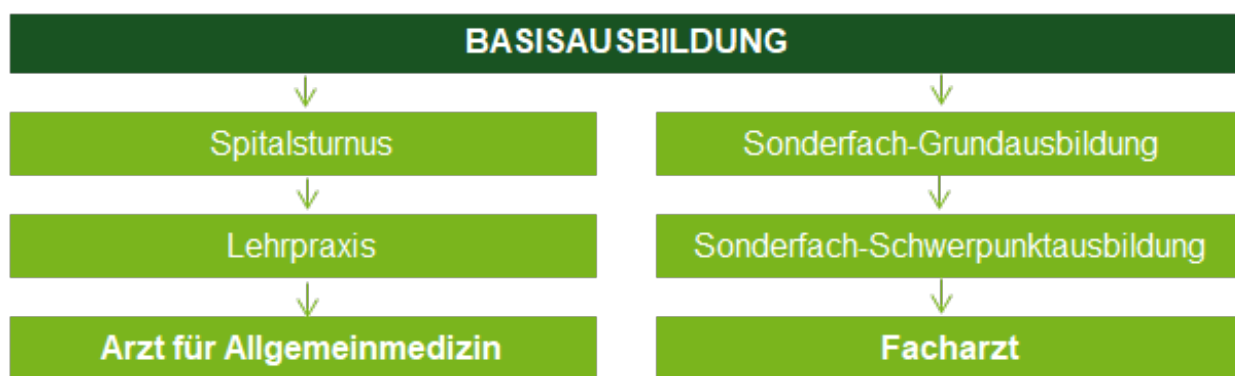 BASISAUSBILDUNG
Spitalsturnus
Sonderfach-Grundausbildung
Lehrpraxis
Sonderfach-Schwerpunktausbildung
Arzt für Allgemeinmedizin
Facharzt